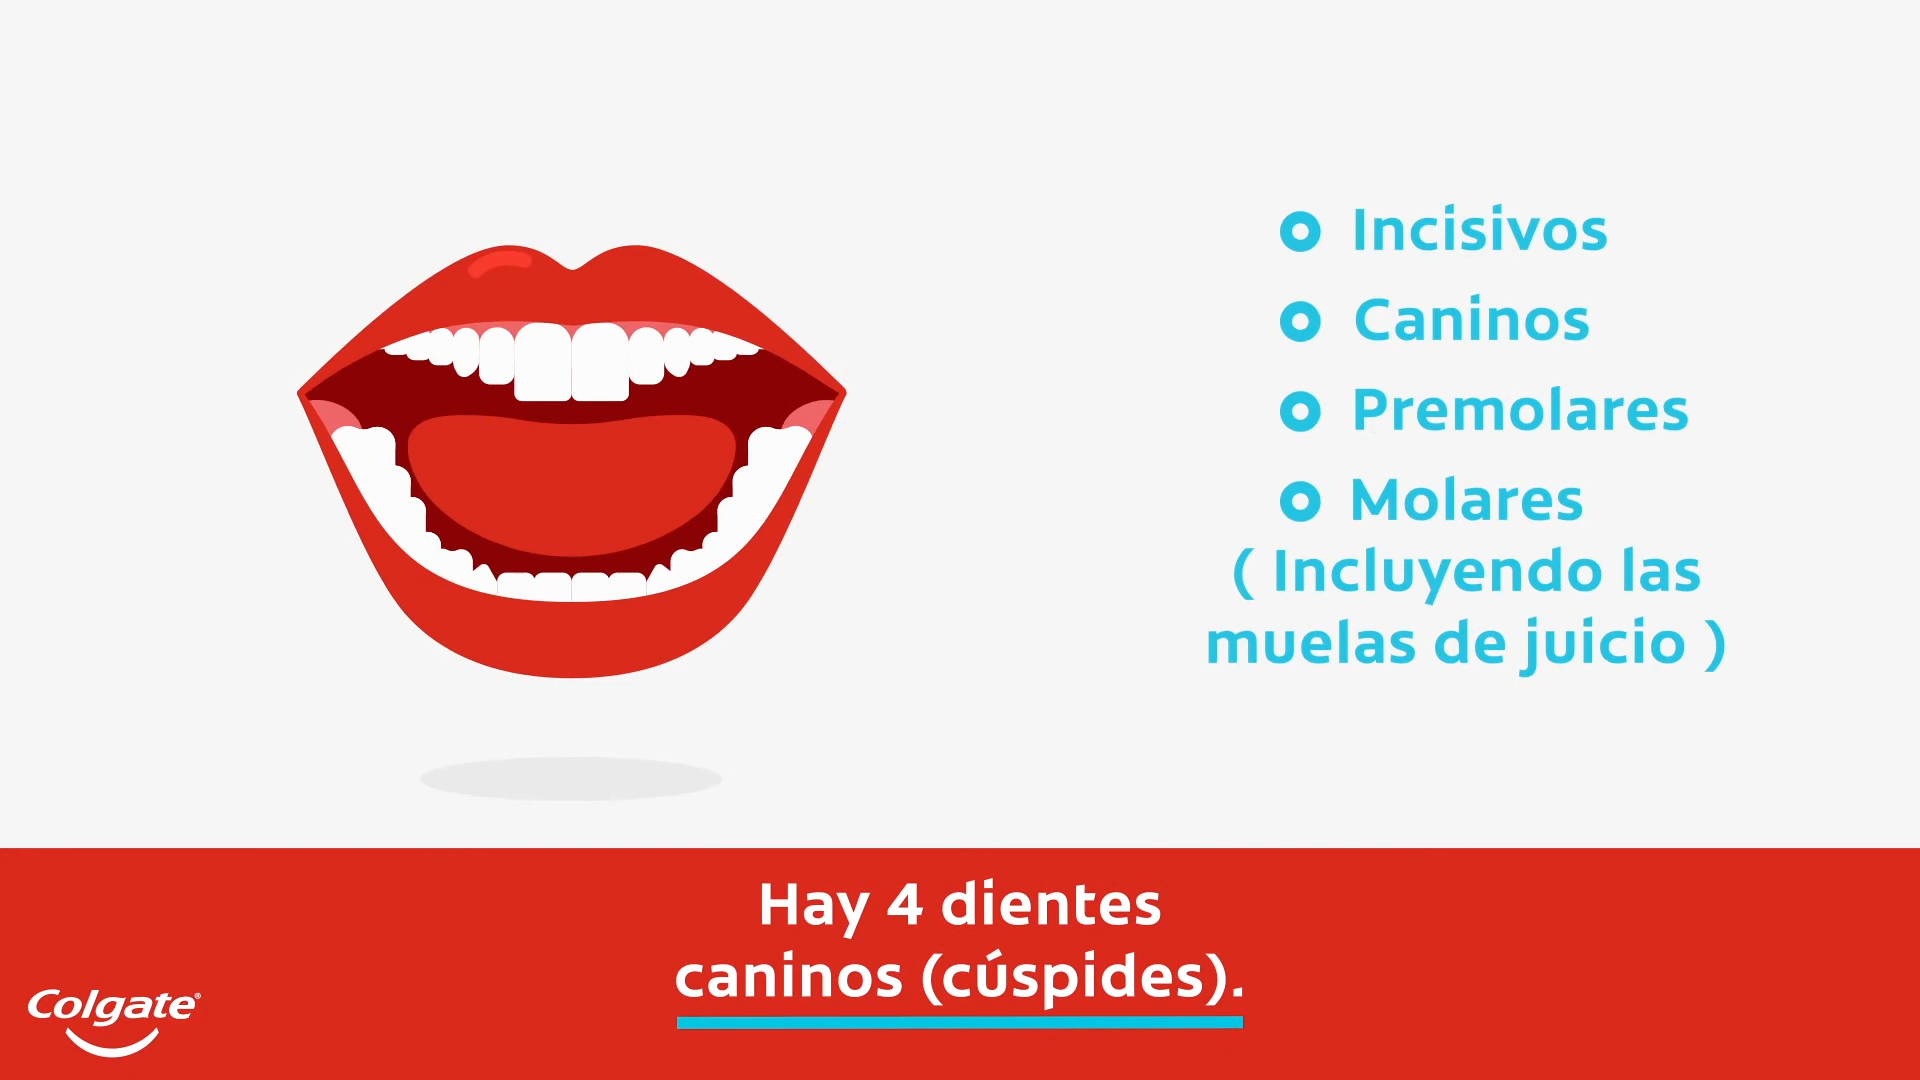 Incisivos
Caninos
Premolares
Molares
( Incluyendo las
muelas de juicio )
Hay 4 dientes
caninos (cúspides).
Colgate®